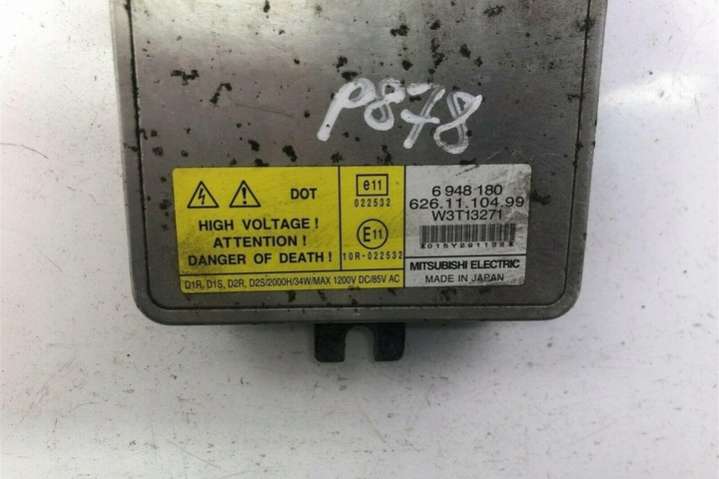 P878
DOT
HIGH VOLTAGE !
ATTENTION !
DANGER OF DEATH !
D1R, D1S, D2R, D2S/2000H/34W/MAX 1200V DC/85V AC
e11
022532
E11
10R-022532
6 948 180
626.11.104.99
W3T13271
MITSUBISHI ELECTRIC
MADE IN JAPAN